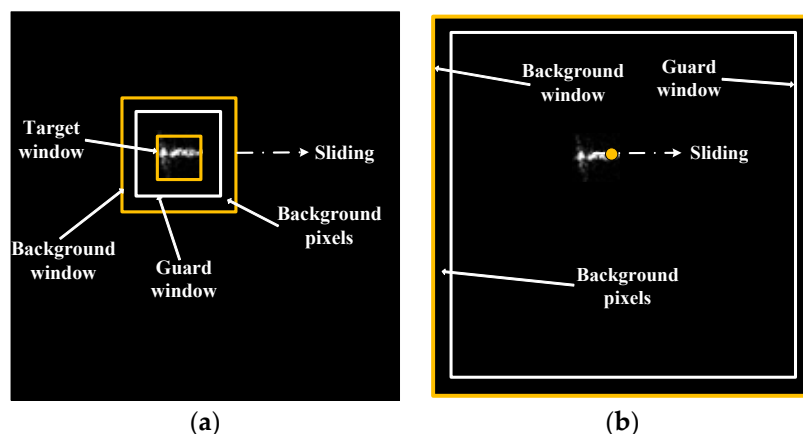 Target
window
Sliding
Background
pixels
Background
window
Guard
window
(a)
Background
window
Guard
window
Sliding
Background
pixels
(b)